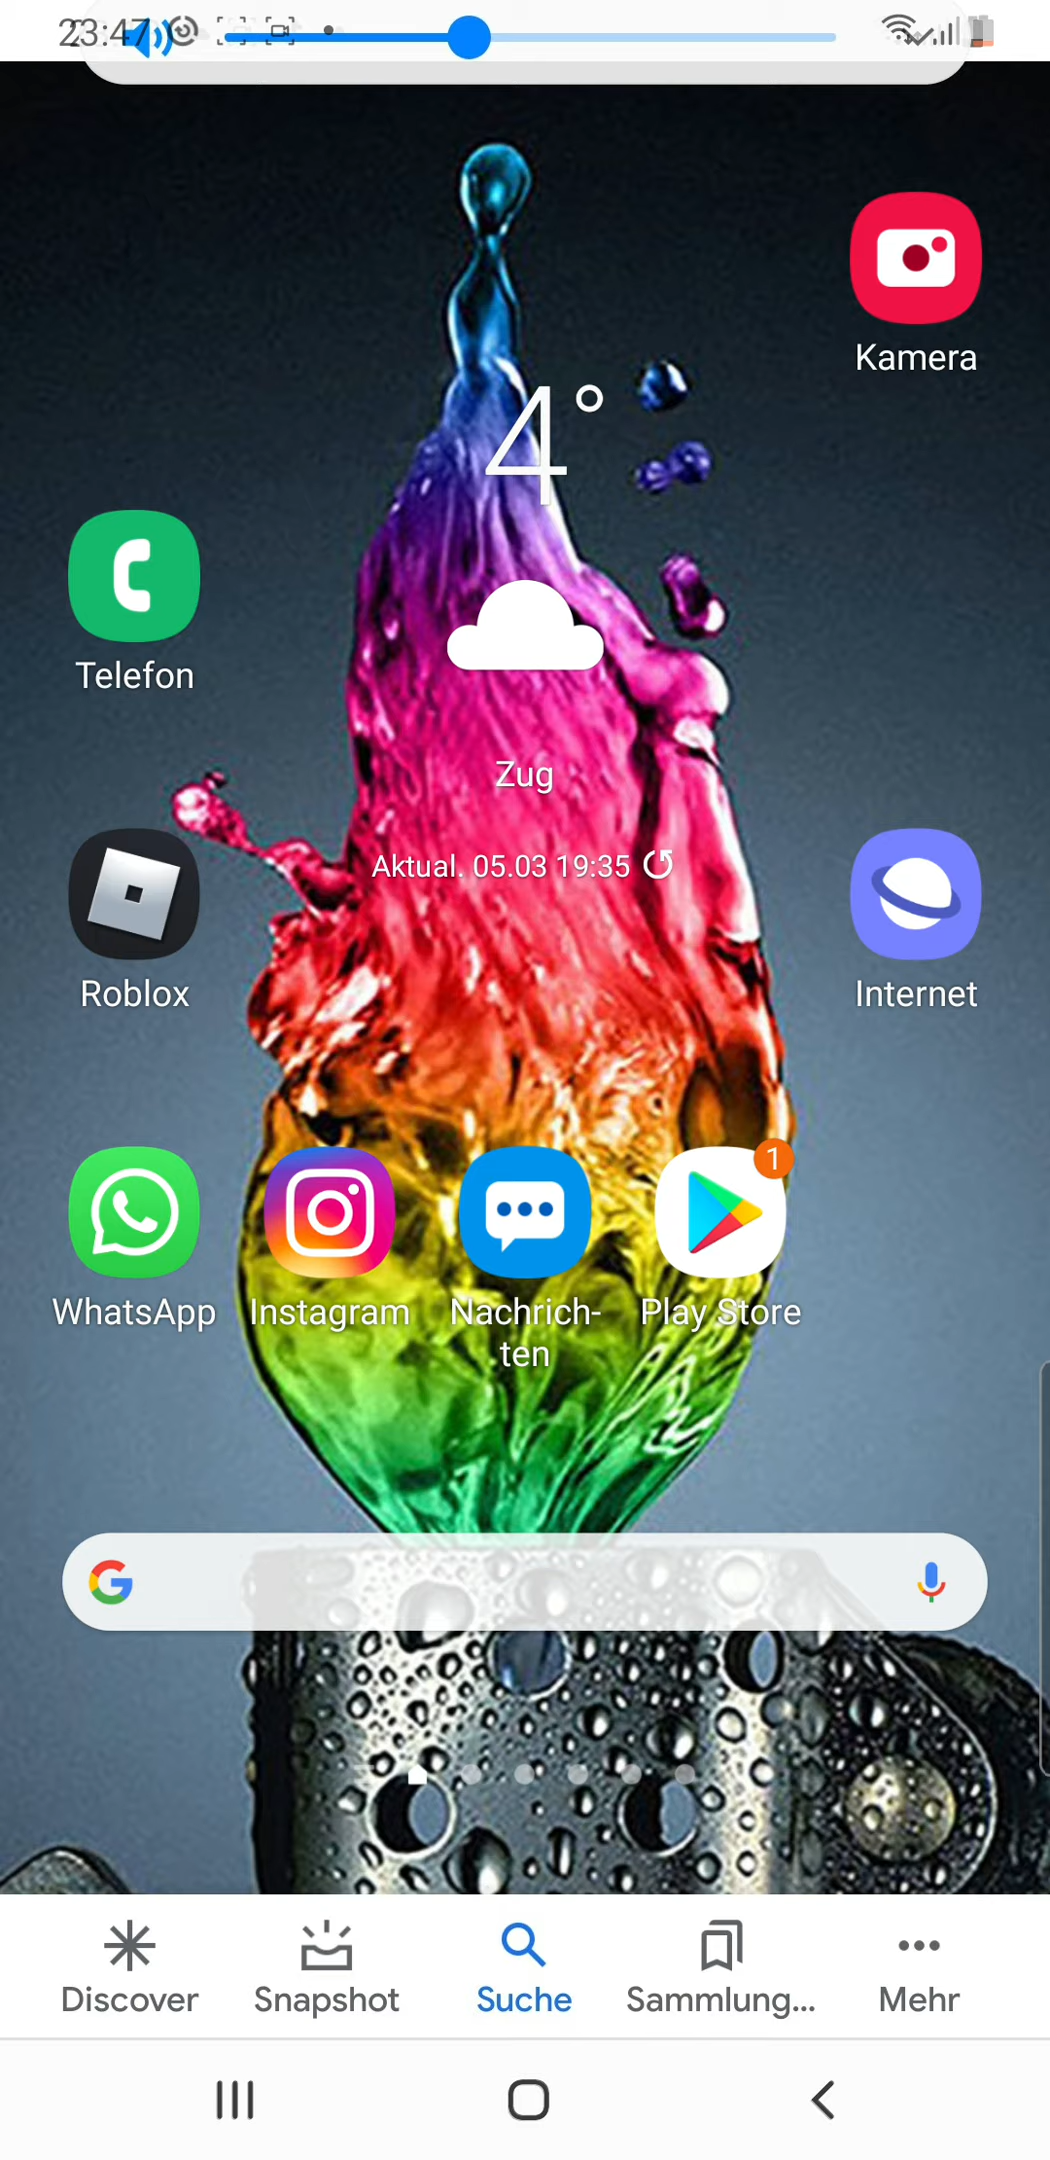 23:47
Kamera
4°
Telefon
Zug
Aktual. 05.03 19:35
Roblox
Internet
1
WhatsApp
Instagram
Nachrich-
ten
Play Store
Discover
Snapshot
Suche
Sammlung...
Mehr